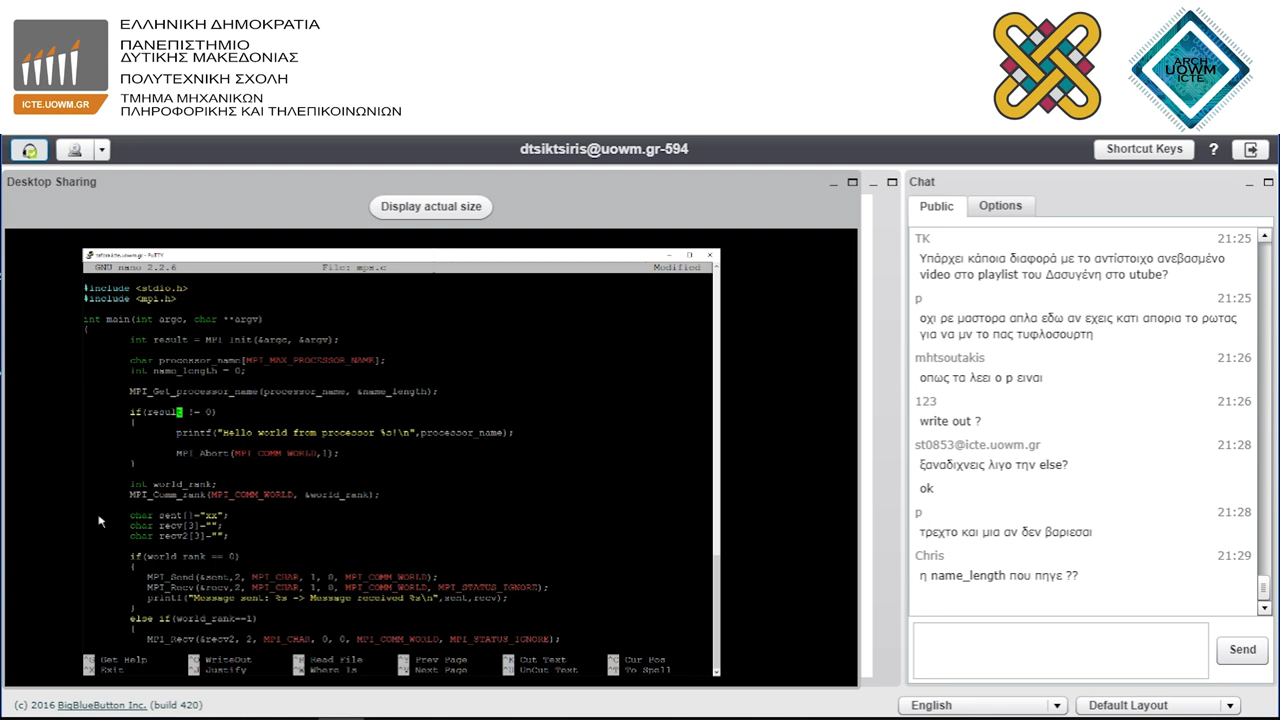 ΕΛΛΗΝΙΚΗ ΔΗΜΟΚΡΑΤΙΑ
ΠΑΝΕΠΙΣΤΗΜΙΟ
ΔΥΤΙΚΗΣ ΜΑΚΕΔΟΝΙΑΣ
ΠΟΛΥΤΕΧΝΙΚΗ ΣΧΟΛΗ
ΤΜΗΜΑ ΜΗΧΑΝΙΚΩΝ
ΠΛΗΡΟΦΟΡΙΚΗΣ ΚΑΙ ΤΗΛΕΠΙΚΟΙΝΩΝΙΩΝ
ICTE.UOWM.GR
ARCH
UOWM
ICTE
dtsiktsiris@uowm.gr-594
Shortcut Keys
?
Desktop Sharing
Display actual size
GNU nano 2.2.6 File: mpx.c Modified
#include <stdio.h>
#include <mpi.h>
int main(int argc, char **argv)
{
int result = MPI_Init(&argc, &argv);
char processor_name[MPI_MAX_PROCESSOR_NAME];
int name_length = 0;
MPI_Get_processor_name(processor_name, &name_length);
if(result != 0)
{
printf("Hello world from processor %s!\n",processor_name);
MPI_Abort(MPI_COMM_WORLD,1);
}
int world_rank;
MPI_Comm_rank(MPI_COMM_WORLD, &world_rank);
char sent[]="xx";
char recv[3]="";
char recv2[3]="";
if(world_rank == 0)
{
MPI_Send(&sent,2, MPI_CHAR, 1, 0, MPI_COMM_WORLD);
MPI_Recv(&recv,2, MPI_CHAR, 1, 0, MPI_COMM_WORLD, MPI_STATUS_IGNORE);
printf("Message sent: %s -> Message received %s\n",sent,recv);
}
else if(world_rank==1)
{
MPI_Recv(&recv2, 2, MPI_CHAR, 0, 0, MPI_COMM_WORLD, MPI_STATUS_IGNORE);
^G Get Help ^O WriteOut ^R Read File ^Y Prev Page ^K Cut Text ^C Cur Pos
^X Exit ^J Justify ^W Where Is ^V Next Page ^U UnCut Text ^T To Spell
Chat
Public Options
TK 21:25
Υπάρχει κάποια διαφορά με το αντίστοιχο ανεβασμένο
video στο playlist του Δασυγένη στο utube?
p 21:25
οχι ρε μαστορα απλα εδω αν εχεις κατι απορια το ρωτας
για να μν το πας τυφλοσουρτη
mhtsoutakis 21:26
οπως τα λεει ο p ειναι
123 21:26
write out ?
st0853@icte.uowm.gr 21:28
ξαναδιχνεις λιγο την else?
ok
p 21:28
τρεχτο και μια αν δεν βαριεσαι
Chris 21:29
η name_length που πηγε ??
Send
(c) 2016 BigBlueButton Inc. (build 420)
English
Default Layout